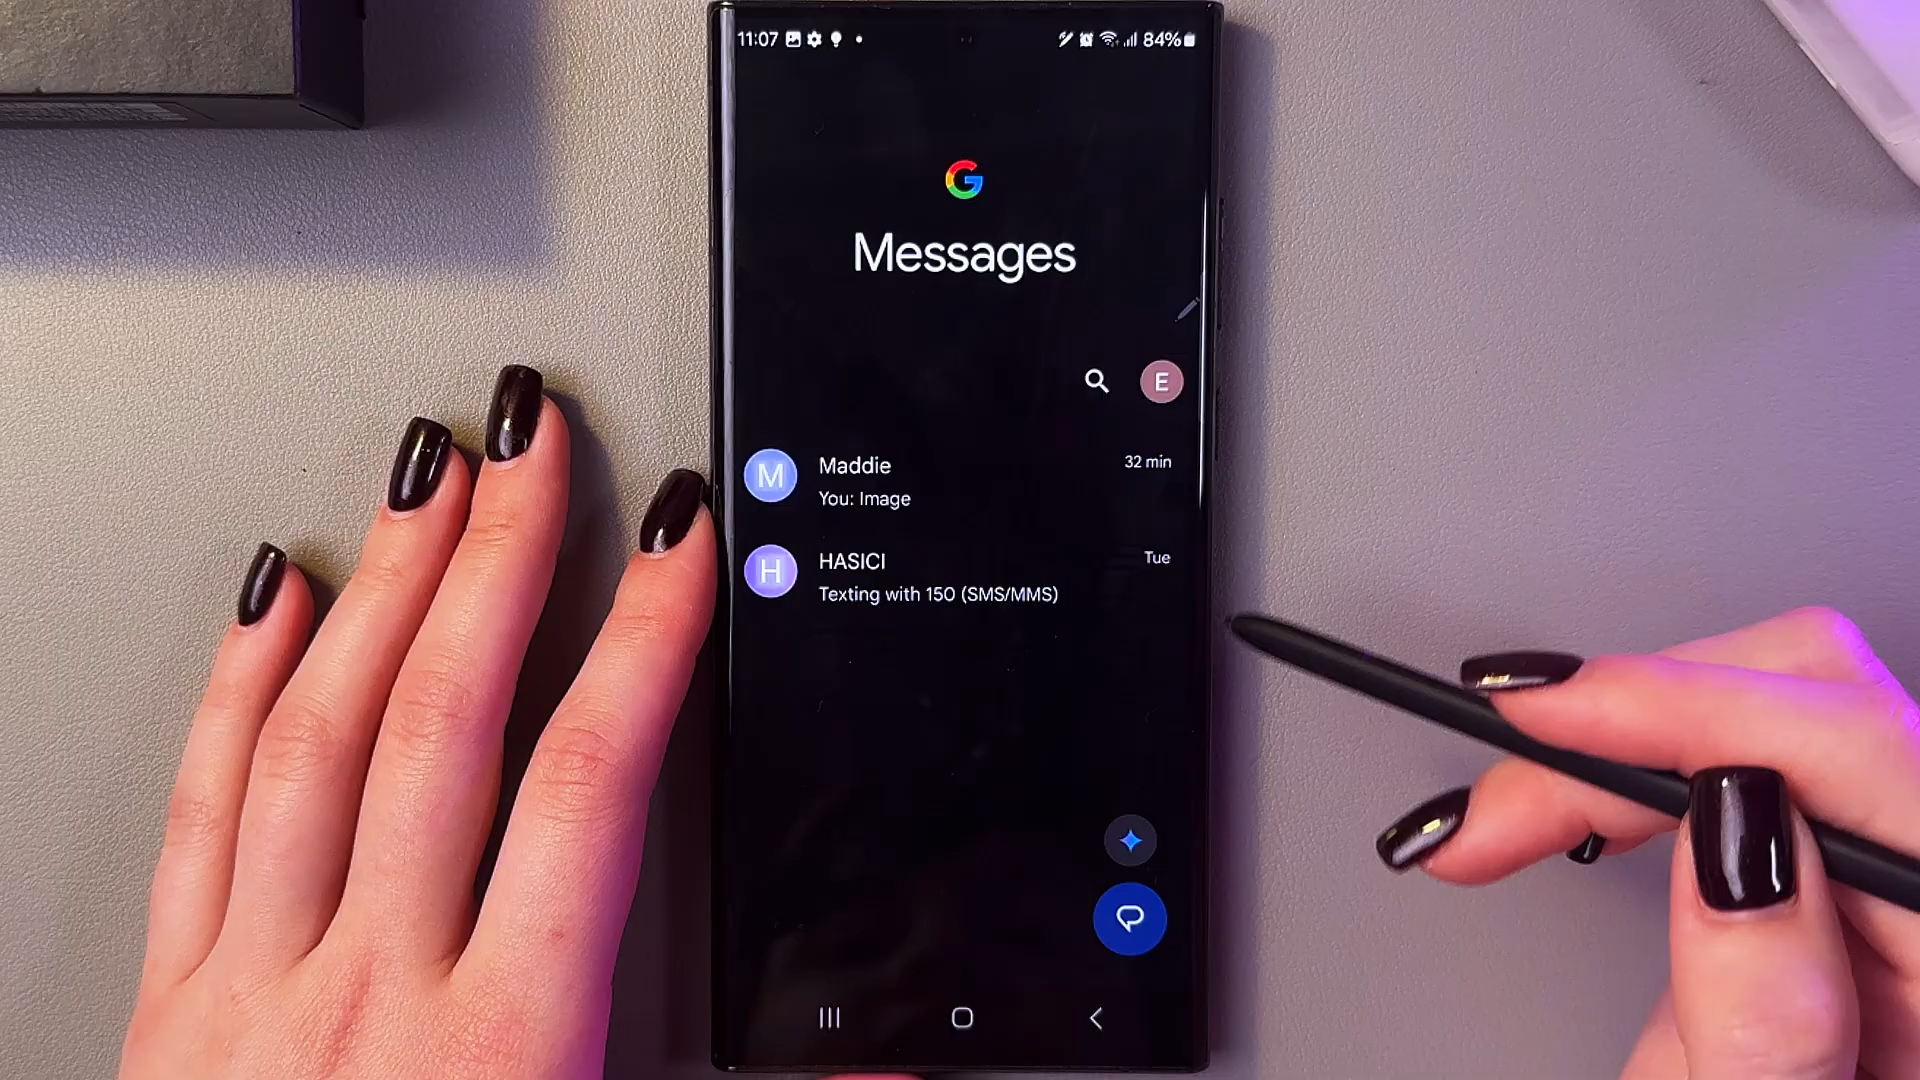 11:07 84%
G
Messages
E
M Maddie 32 min
You: Image
H HASICI Tue
Texting with 150 (SMS/MMS)